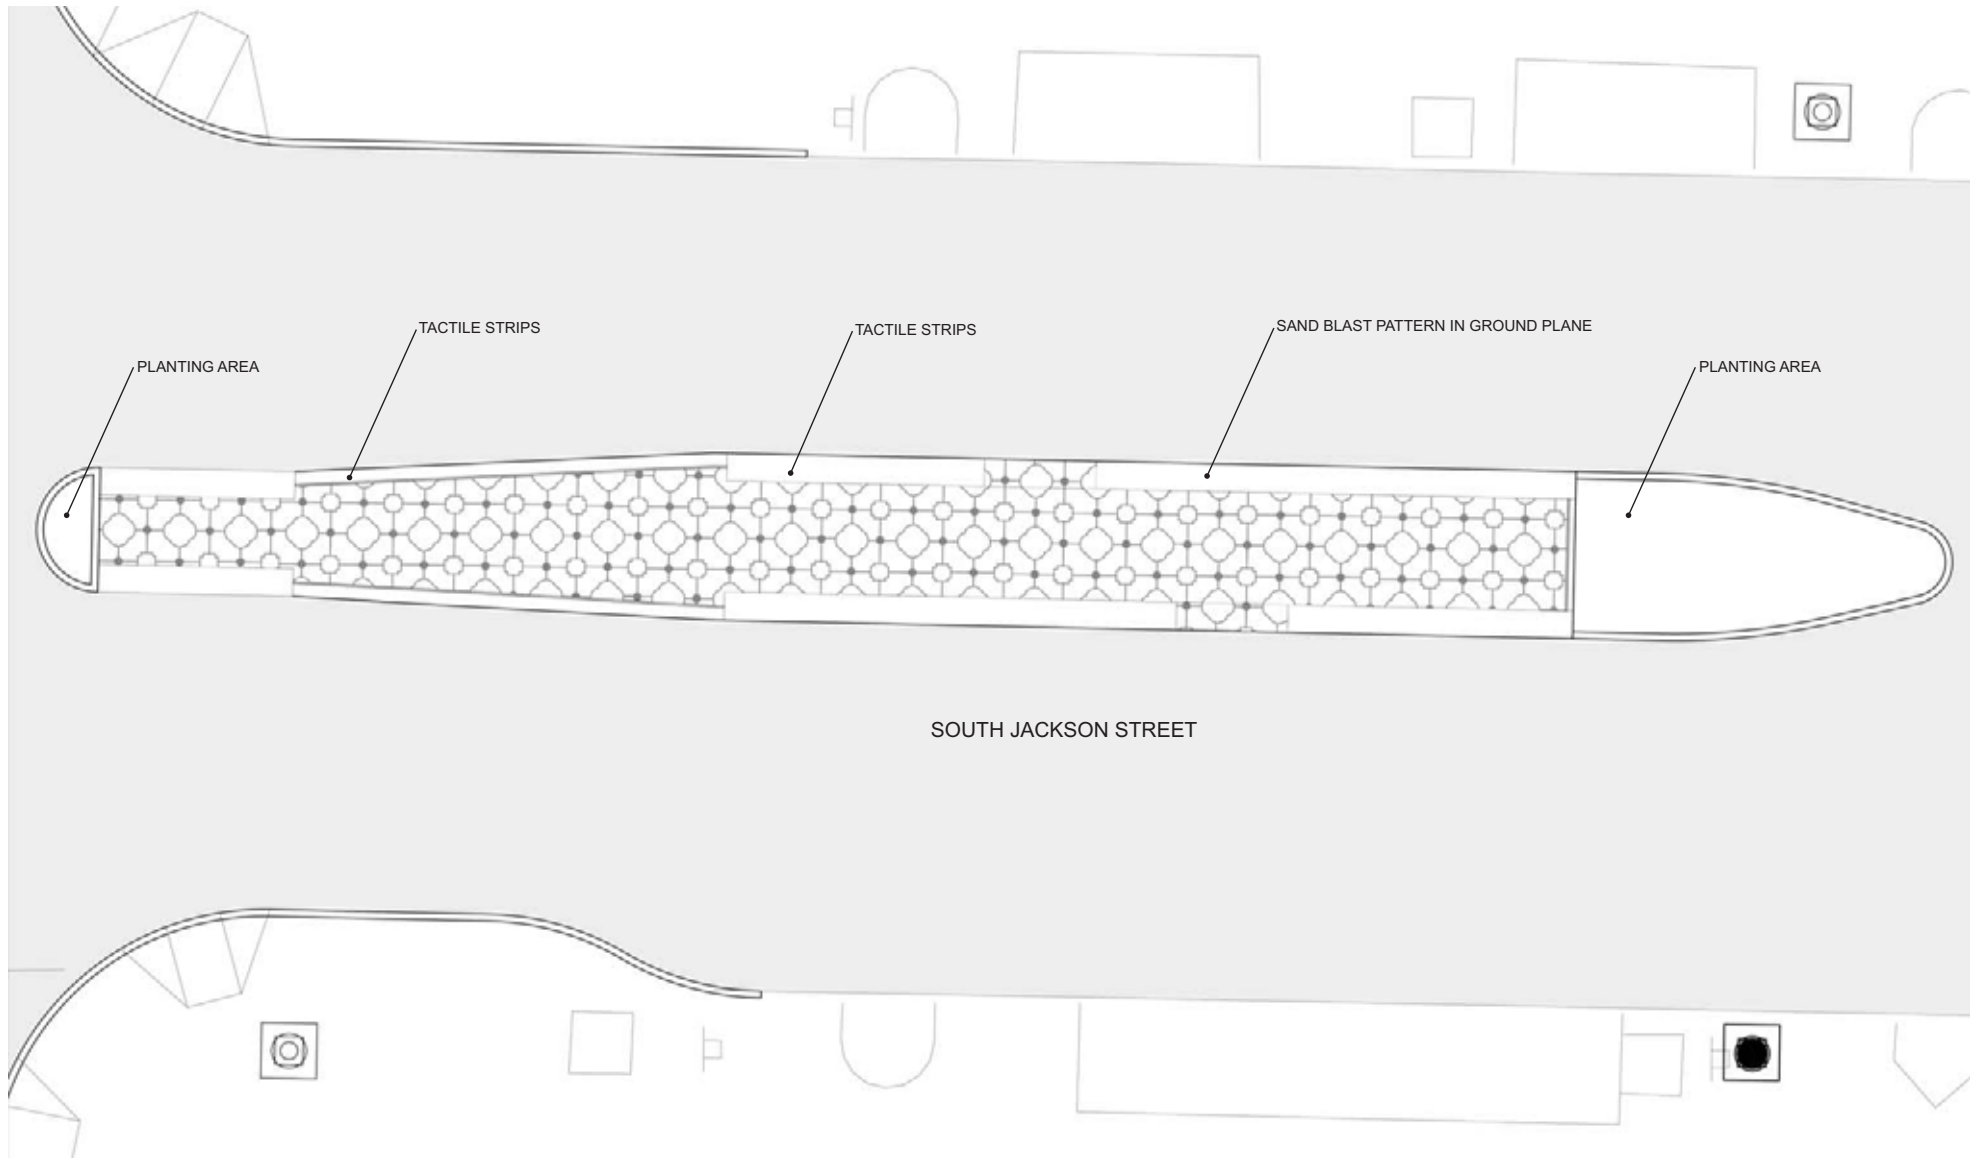 SAND BLAST PATTERN IN GROUND PLANE
TACTILE STRIPS
TACTILE STRIPS
PLANTING AREA
PLANTING AREA
SOUTH JACKSON STREET